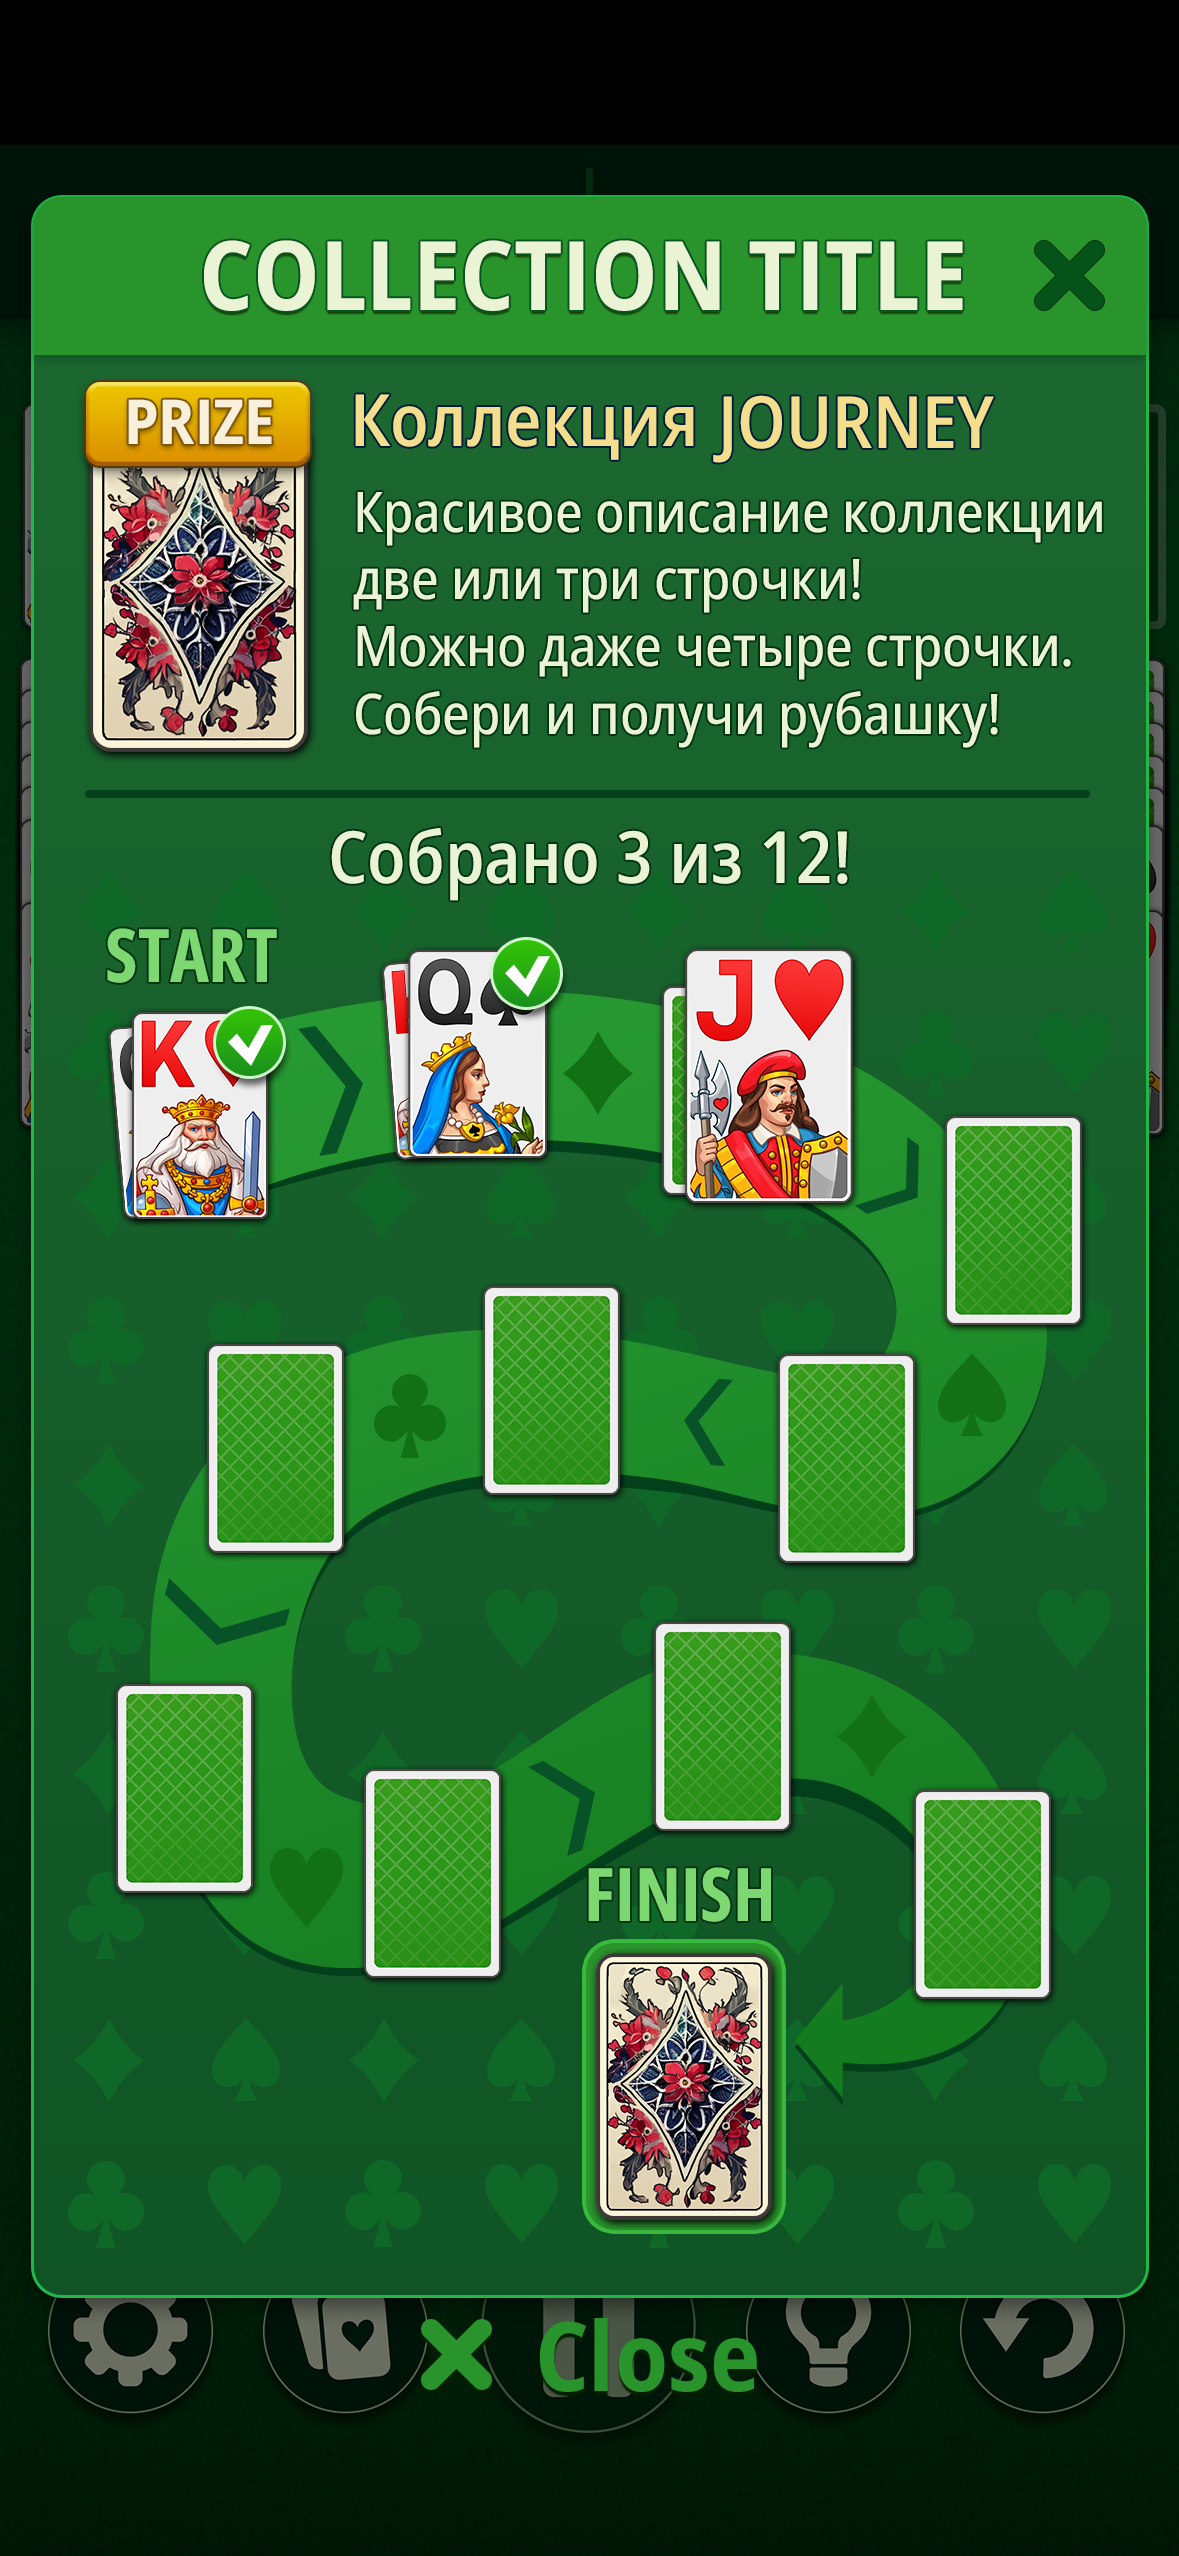 COLLECTION TITLE
PRIZE
Коллекция JOURNEY
Красивое описание коллекции
две или три строчки!
Можно даже четыре строчки.
Собери и получи рубашку!
Собрано 3 из 12!
START
K
Q
J
FINISH
Close